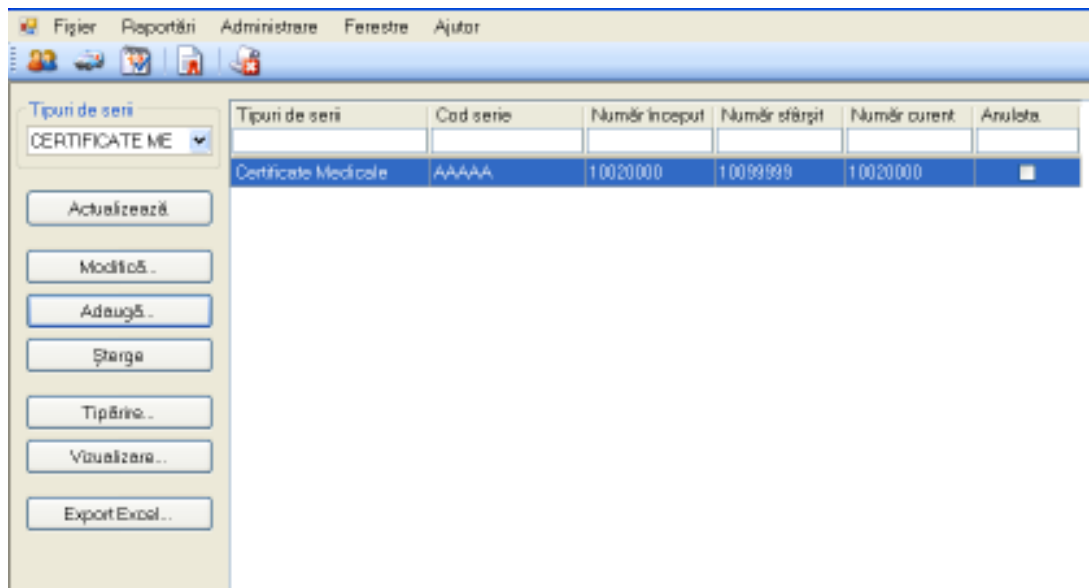 Fişier Raportări Administrare Ferestre Ajutor
Tipuri de serii
CERTIFICATE ME
Actualizează
Modifică...
Adaugă...
Şterge
Tipărire...
Vizualizare...
Export Excel...
Tipuri de serii Cod serie Număr început Număr sfârşit Număr curent Anulata
Certificate Medicale AAAAA 10020000 10099999 10020000